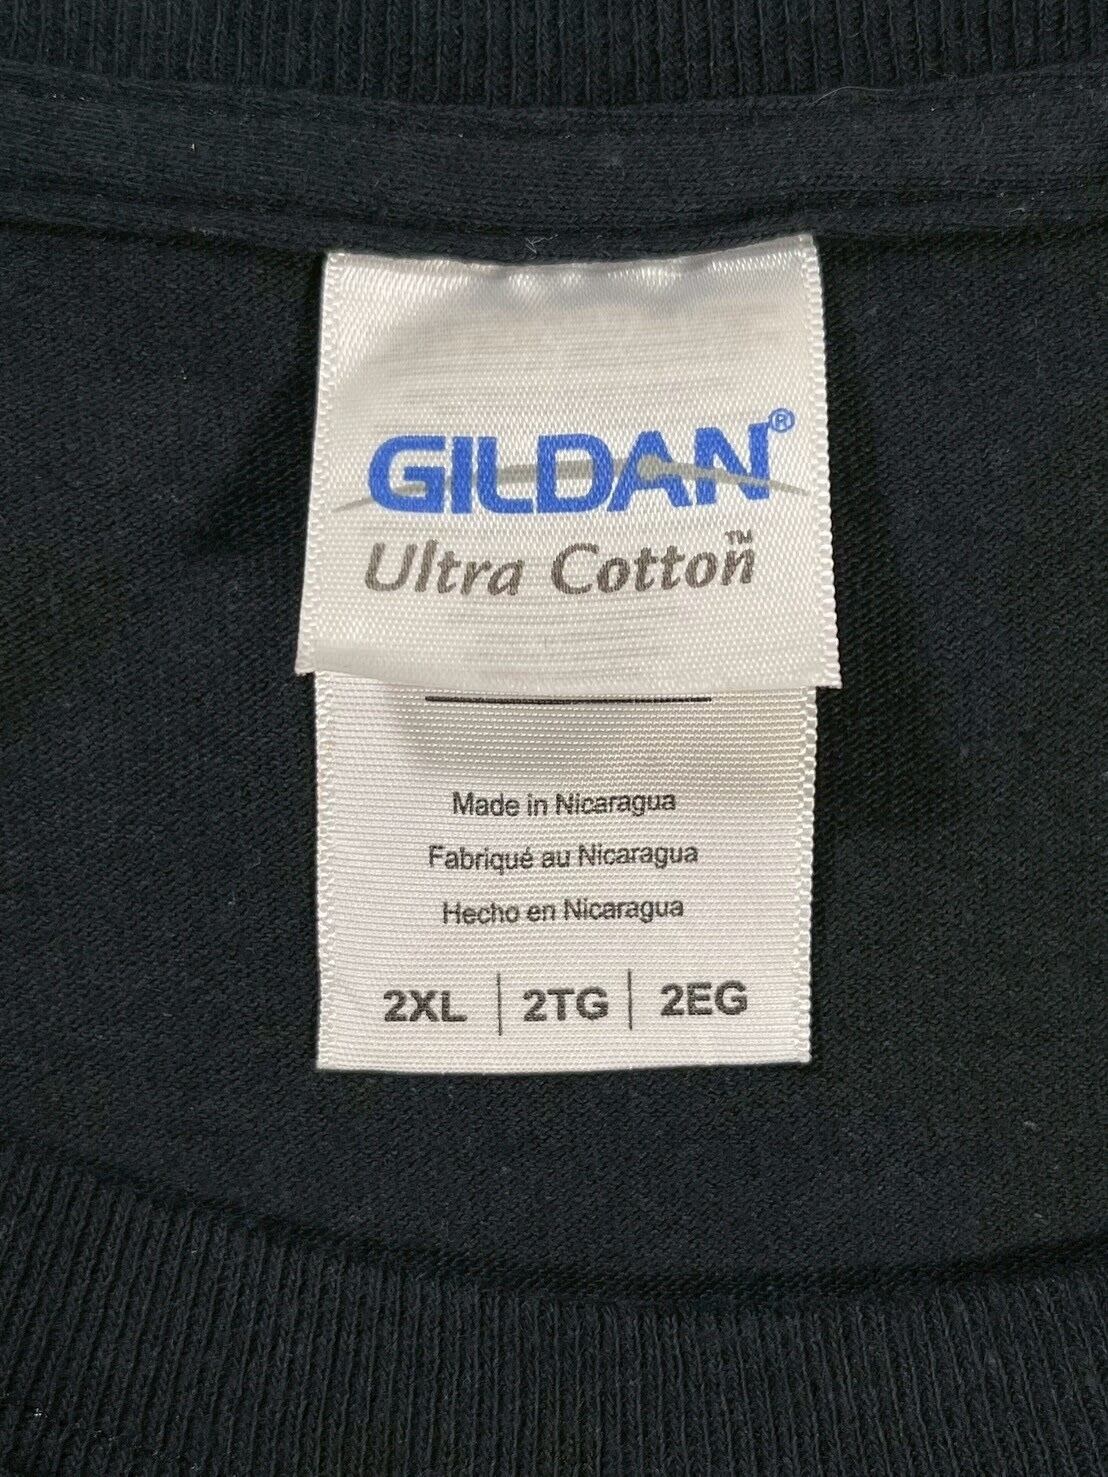 GILDAN®
Ultra Cotton™
Made in Nicaragua
Fabriqué au Nicaragua
Hecho en Nicaragua
2XL | 2TG | 2EG